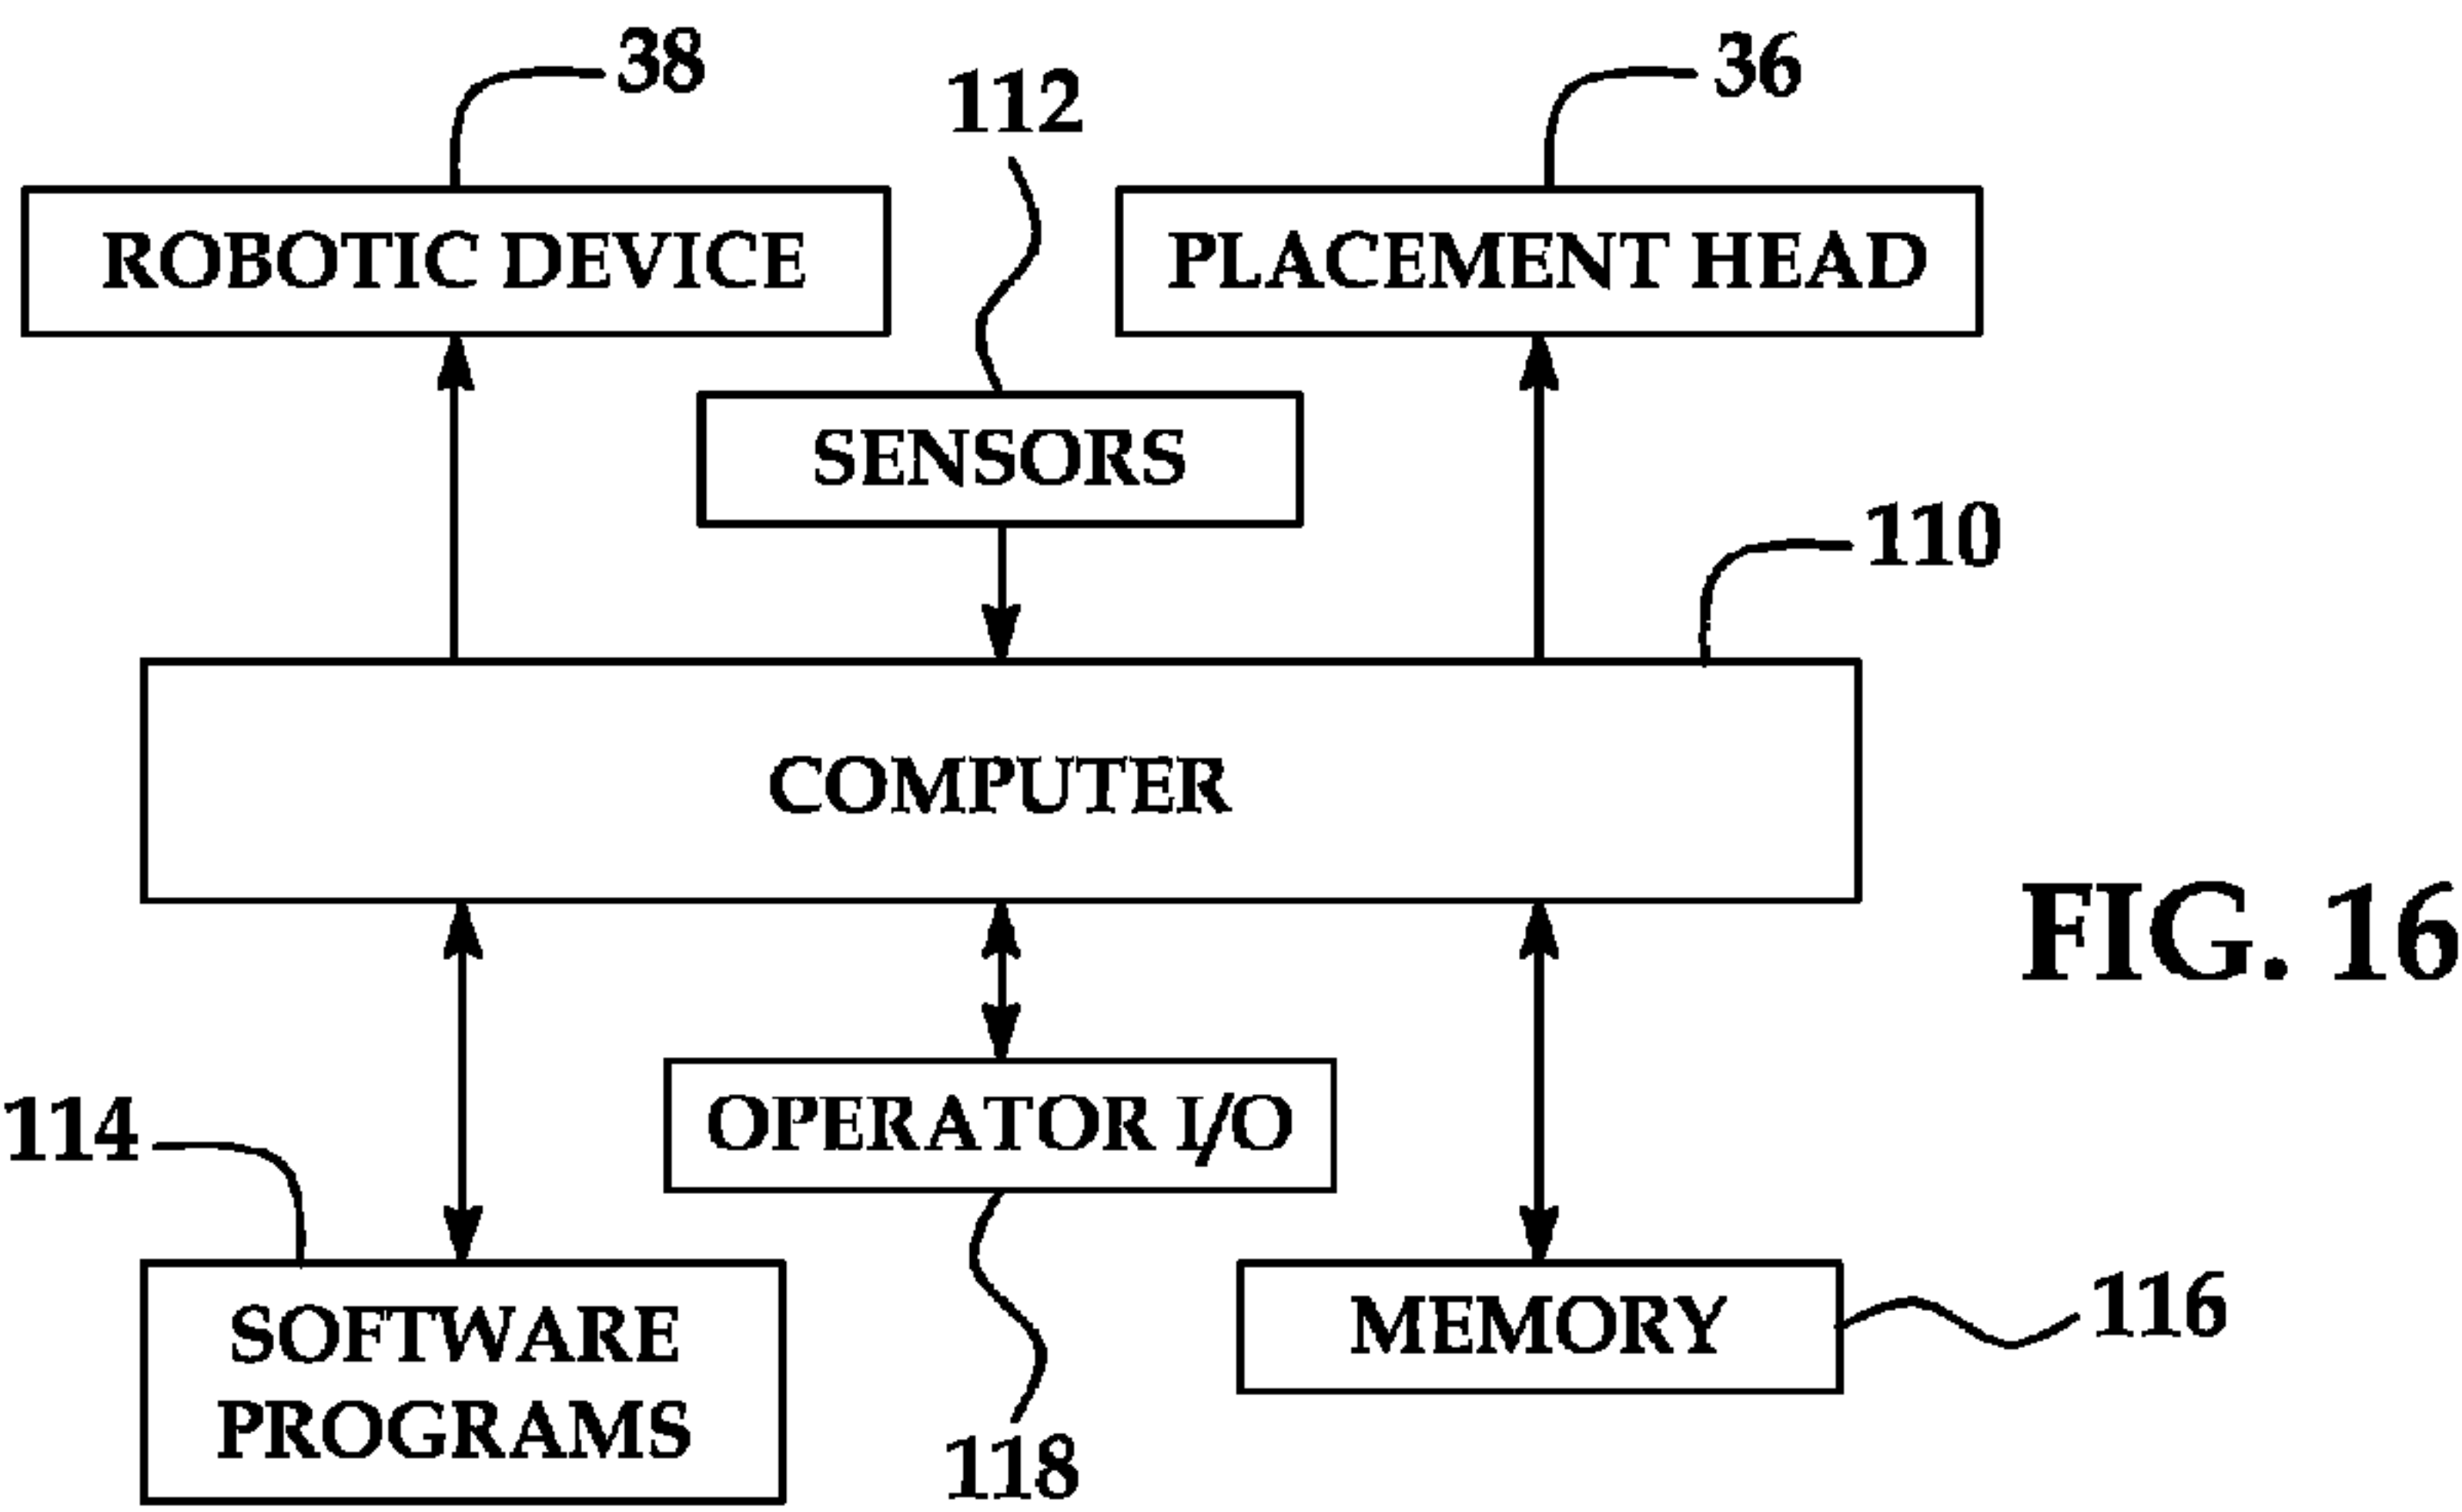 38
36
112
ROBOTIC DEVICE
PLACEMENT HEAD
SENSORS
110
COMPUTER
FIG. 16
114
OPERATOR I/O
SOFTWARE
PROGRAMS
MEMORY
116
118